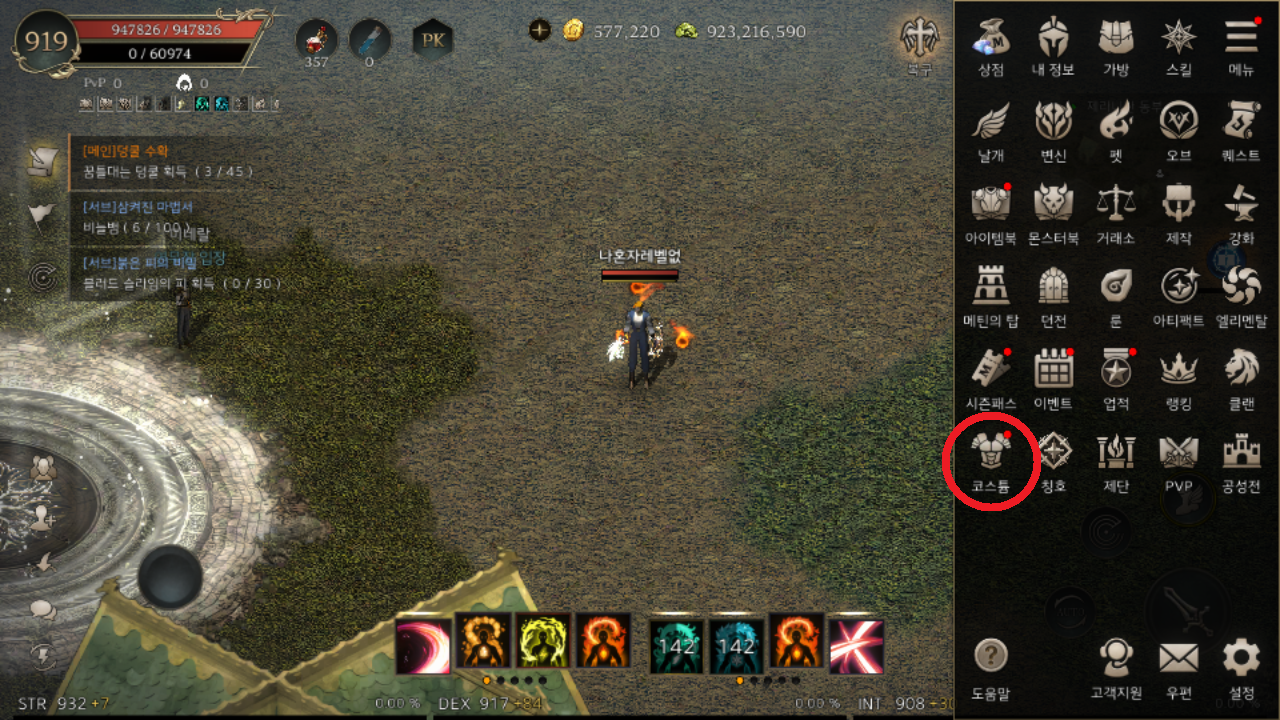 919
947826 / 947826
0 / 60974
357
0
PK
577,220
923,216,590
북구
PvP 0
0
[메인]덩쿨 수확
꿈틀대는 덩쿨 획득 ( 3 / 45 )
[서브]삼켜진 마법서
비늘병 ( 6 / 100 )
[서브]붉은 피의 비밀
블러드 슬라임의 피 획득 ( 0 / 30 )
나혼자레벨없
상점
내 정보
가방
스킬
메뉴
날개
변신
펫
오브
퀘스트
아이템북
몬스터북
거래소
제작
강화
메틴의 탑
던전
룬
아티팩트
엘리멘탈
시즌패스
이벤트
업적
랭킹
클랜
코스튬
칭호
제단
PVP
공성전
142
142
도움말
고객지원
우편
설정
STR 932 +7
0.00 %
DEX 917 +84
0.00 %
INT 908 +30